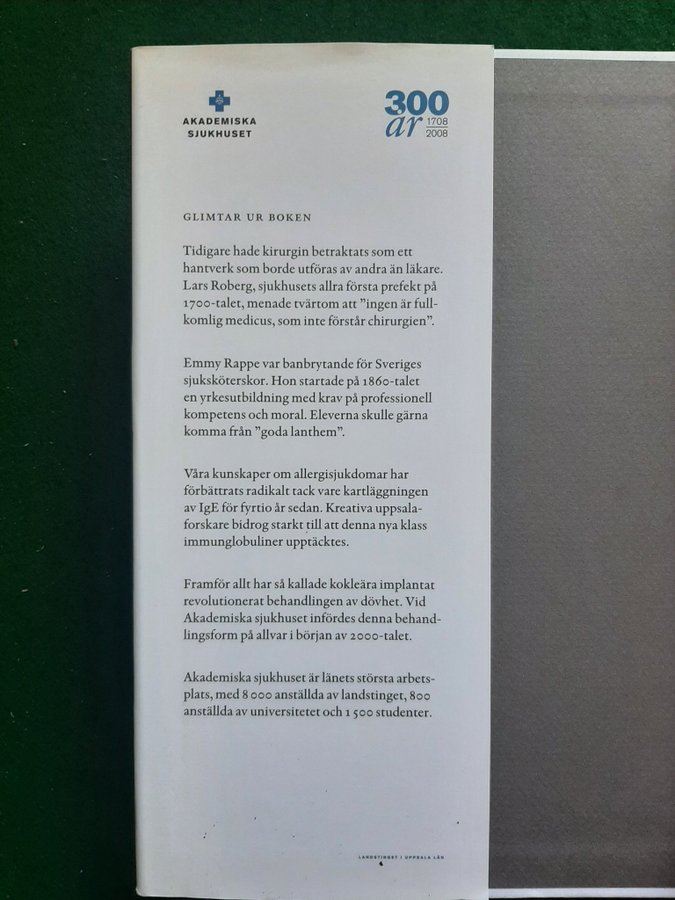 AKADEMISKA
SJUKHUSET
300
år 1708
2008
GLIMTAR UR BOKEN
Tidigare hade kirurgin betraktats som ett
hantverk som borde utföras av andra än läkare.
Lars Roberg, sjukhusets allra första prefekt på
1700-talet, menade tvärtom att ”ingen är full-
komlig medicus, som inte förstår chirurgien”.
Emmy Rappe var banbrytande för Sveriges
sjuksköterskor. Hon startade på 1860-talet
en yrkesutbildning med krav på professionell
kompetens och moral. Eleverna skulle gärna
komma från ”goda lanthem”.
Våra kunskaper om allergisjukdomar har
förbättrats radikalt tack vare kartläggningen
av IgE för fyrtio år sedan. Kreativa uppsala-
forskare bidrog starkt till att denna nya klass
immunglobuliner upptäcktes.
Framför allt har så kallade kokleära implantat
revolutionerat behandlingen av dövhet. Vid
Akademiska sjukhuset infördes denna behand-
lingsform på allvar i början av 2000-talet.
Akademiska sjukhuset är länets största arbets-
plats, med 8 000 anställda av landstinget, 800
anställda av universitetet och 1 500 studenter.
LANDSTINGET I UPPSALA LÄN